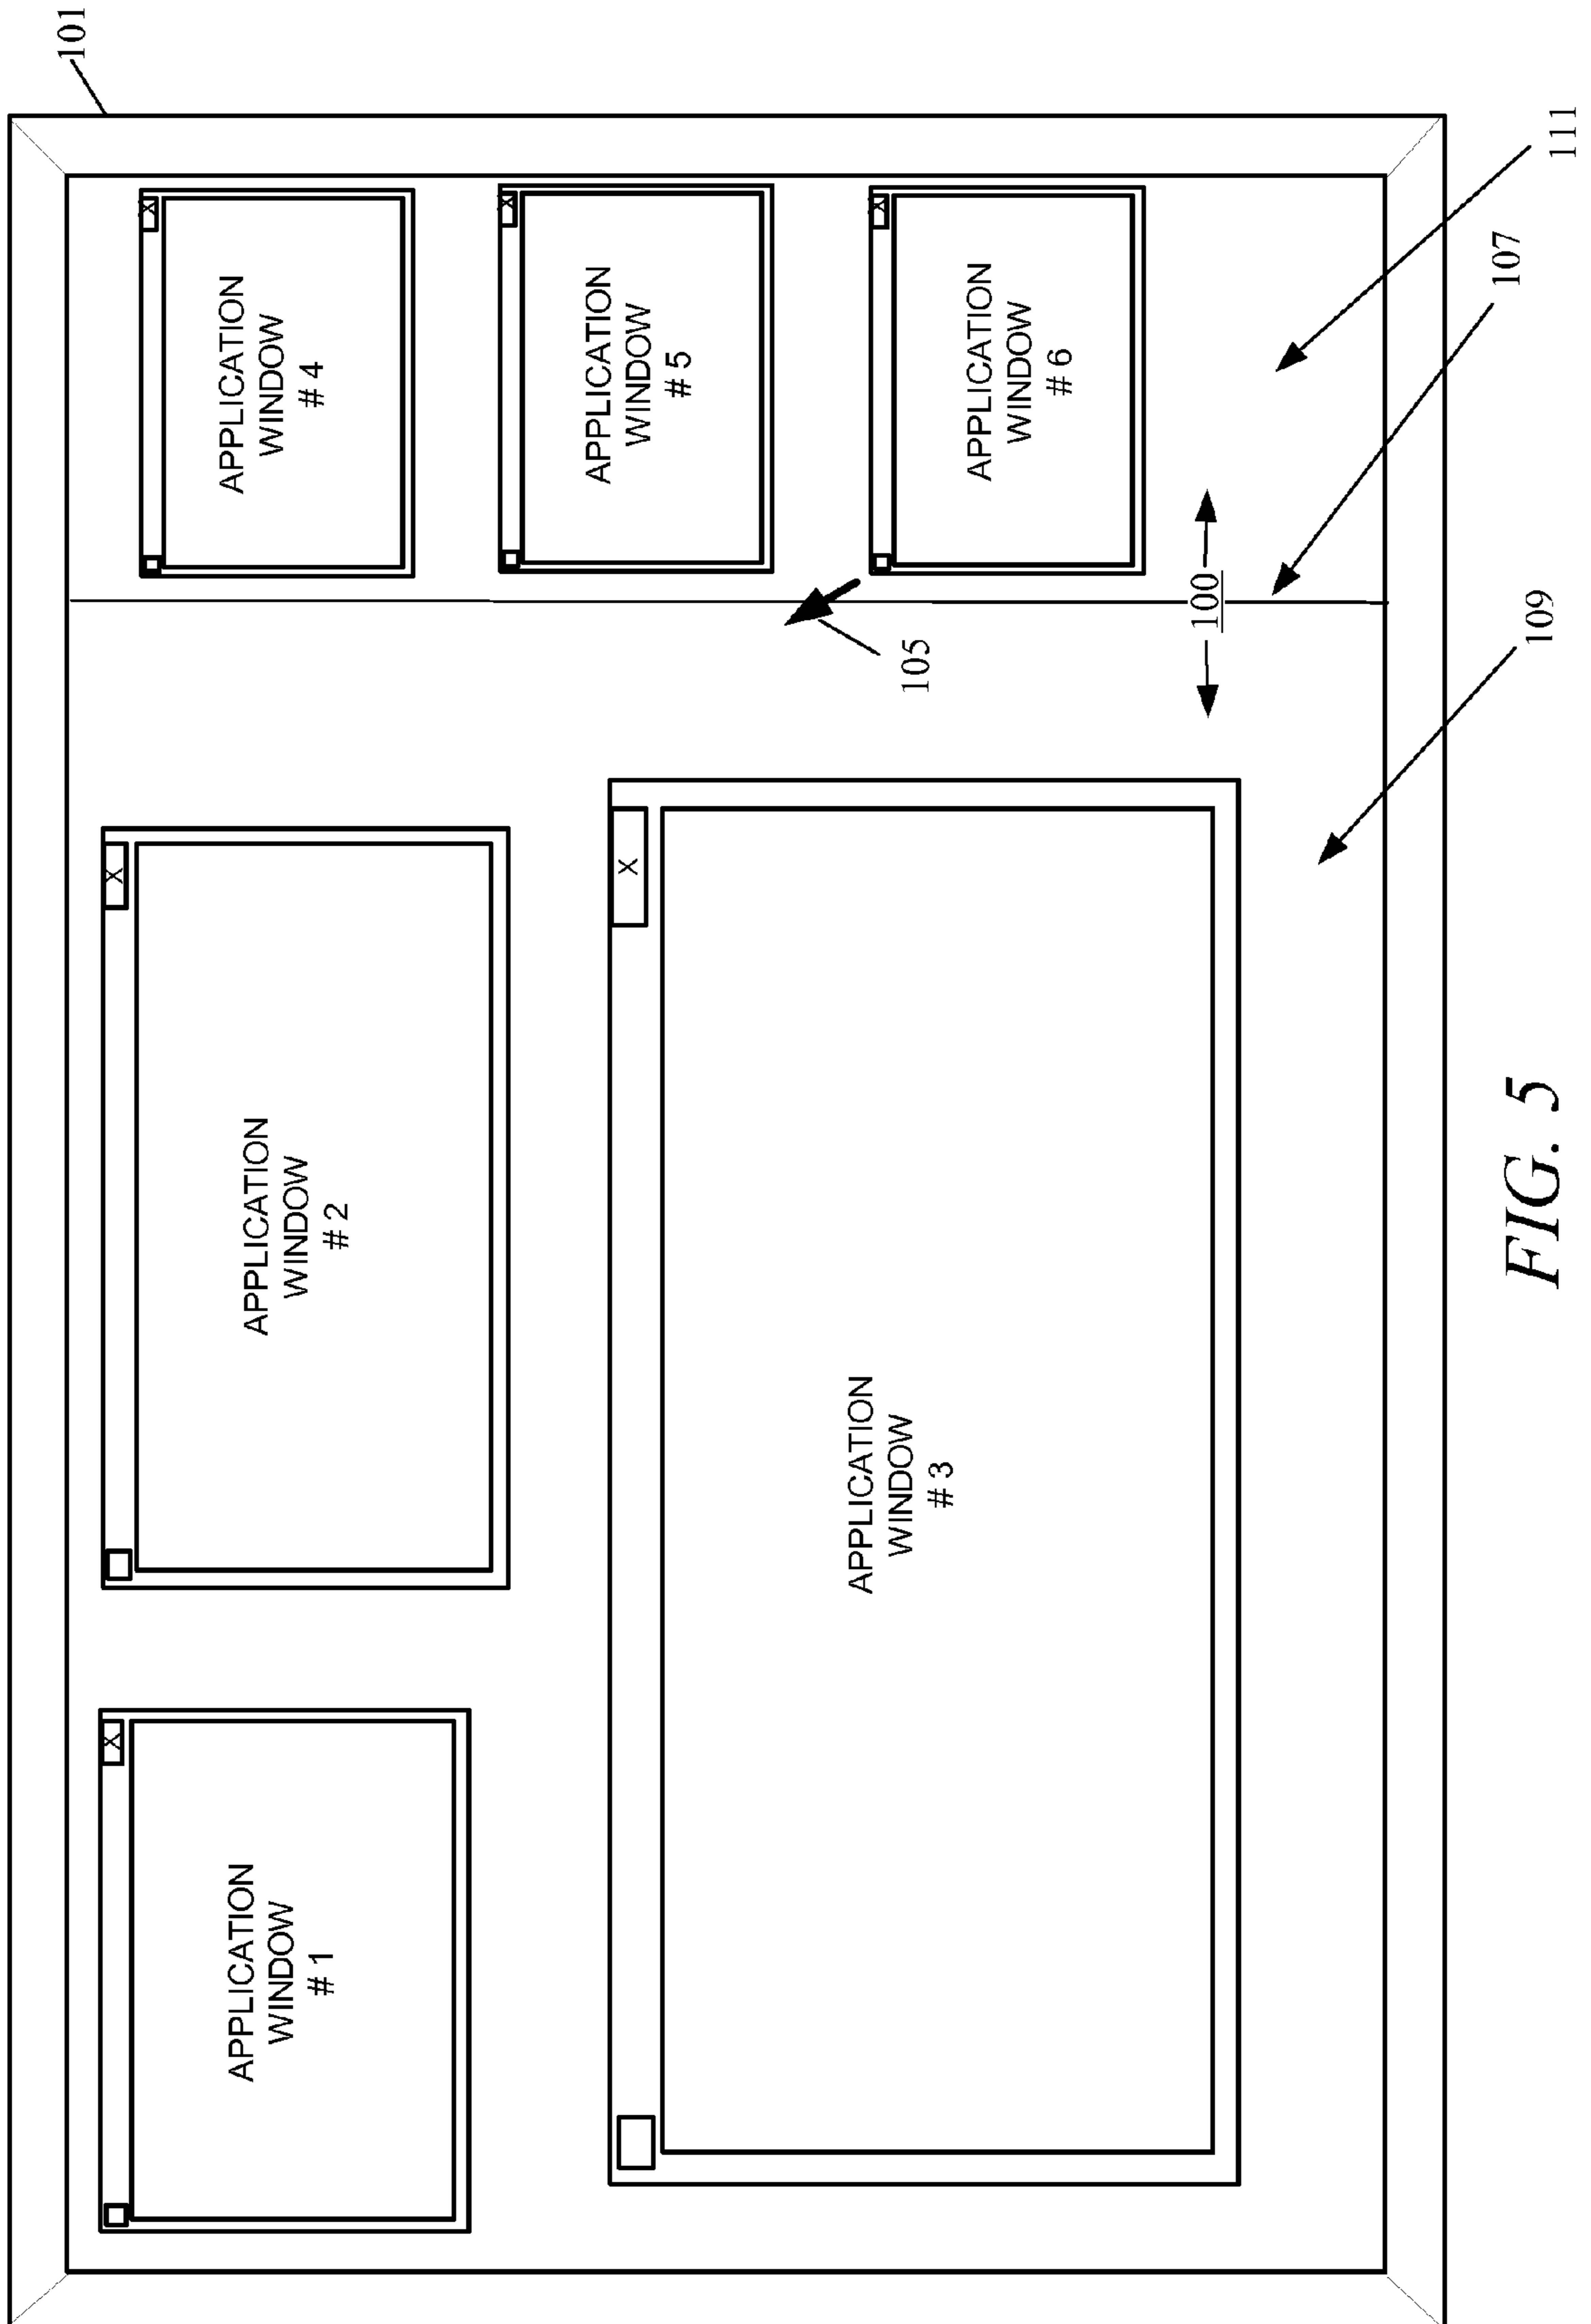 101
APPLICATION
WINDOW
# 1
APPLICATION
WINDOW
# 2
APPLICATION
WINDOW
# 4
X
X
X
APPLICATION
WINDOW
# 3
X
APPLICATION
WINDOW
# 5
X
105
APPLICATION
WINDOW
# 6
X
100
109
107
111
FIG. 5